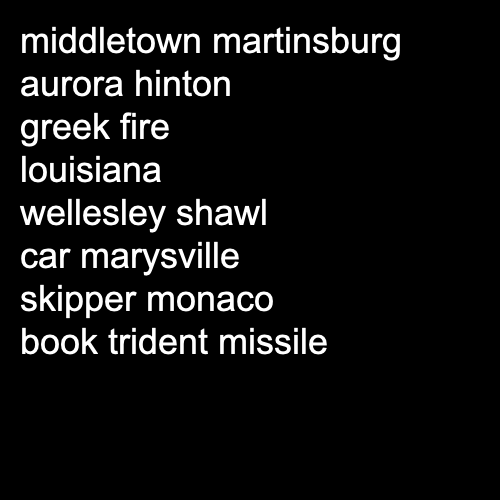 middletown martinsburg
aurora hinton
greek fire
louisiana
wellesley shawl
car marysville
skipper monaco
book trident missile